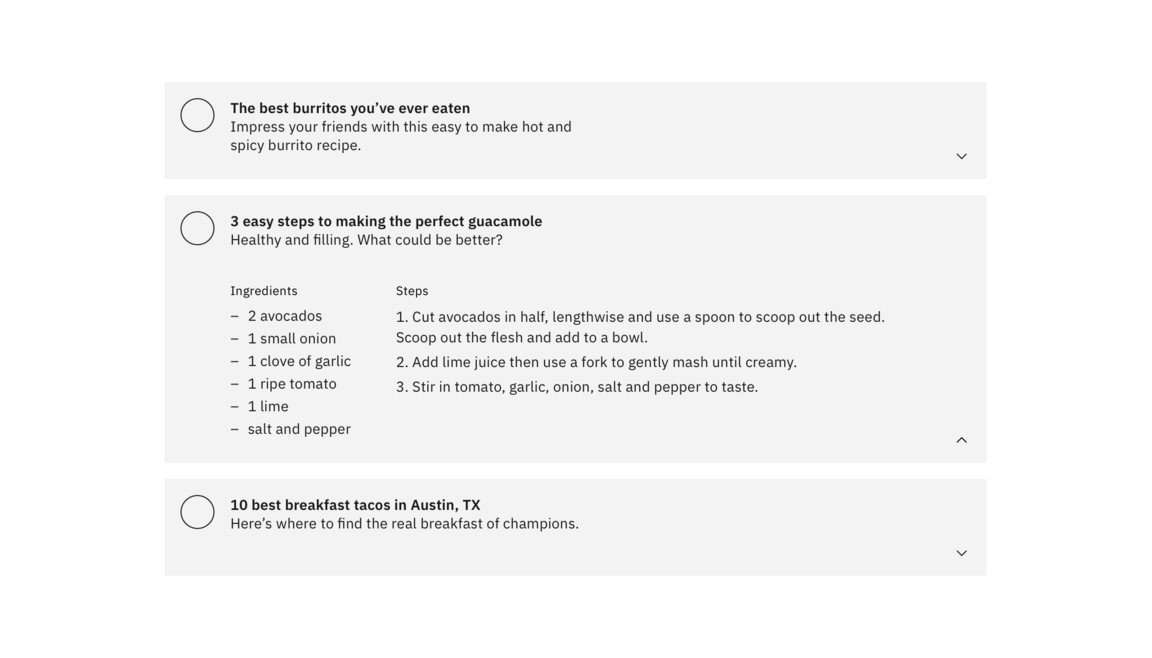 The best burritos you’ve ever eaten
Impress your friends with this easy to make hot and
spicy burrito recipe.
3 easy steps to making the perfect guacamole
Healthy and filling. What could be better?
Ingredients
– 2 avocados
– 1 small onion
– 1 clove of garlic
– 1 ripe tomato
– 1 lime
– salt and pepper
Steps
1. Cut avocados in half, lengthwise and use a spoon to scoop out the seed.
Scoop out the flesh and add to a bowl.
2. Add lime juice then use a fork to gently mash until creamy.
3. Stir in tomato, garlic, onion, salt and pepper to taste.
10 best breakfast tacos in Austin, TX
Here’s where to find the real breakfast of champions.